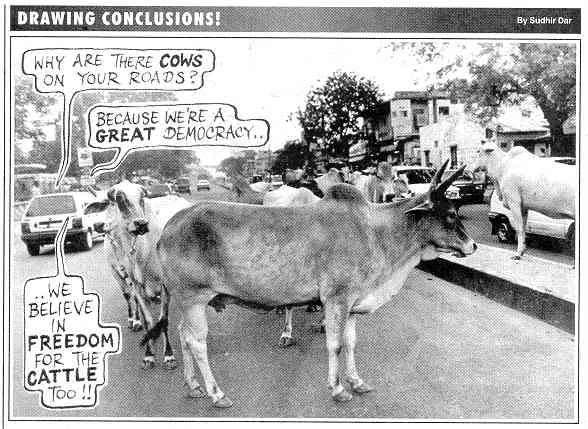 DRAWING CONCLUSIONS!
By Sudhir Dar
WHY ARE THERE COWS
ON YOUR ROADS?
BECAUSE WE'RE A
GREAT DEMOCRACY..
..WE
BELIEVE
IN
FREEDOM
FOR THE
CATTLE
TOO!!